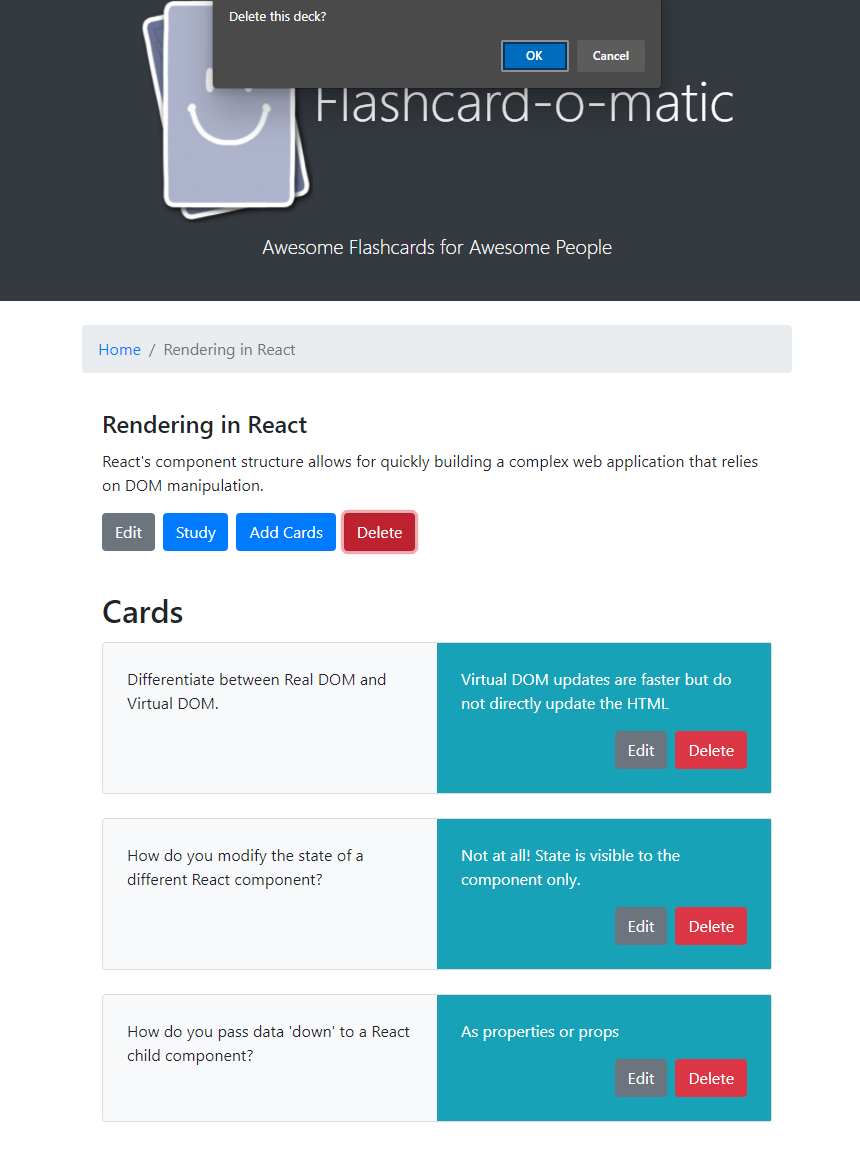 Delete this deck?
OK Cancel
Flashcard-o-matic
Awesome Flashcards for Awesome People
Home / Rendering in React
Rendering in React
React's component structure allows for quickly building a complex web application that relies
on DOM manipulation.
Edit Study Add Cards Delete
Cards
Differentiate between Real DOM and
Virtual DOM.
Virtual DOM updates are faster but do
not directly update the HTML
Edit Delete
How do you modify the state of a
different React component?
Not at all! State is visible to the
component only.
Edit Delete
How do you pass data 'down' to a React
child component?
As properties or props
Edit Delete